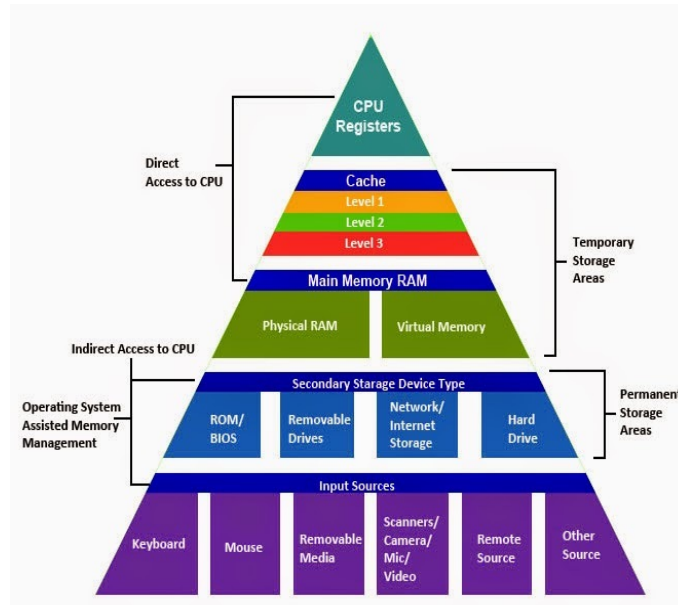 CPU
Registers
Direct
Access to CPU
Cache
Level 1
Level 2
Level 3
Temporary
Storage
Areas
Main Memory RAM
Physical RAM
Virtual Memory
Indirect Access to CPU
Operating System
Assisted Memory
Management
Secondary Starage Device Type
ROM/
BIOS
Removable
Drives
Network/
Internet
Storage
Hard
Drive
Permanent
Storage
Areas
Input Sources
Keyboard
Mouse
Removable
Media
Scanners/
Camera/
Mic/
Video
Remote
Source
Other
Source